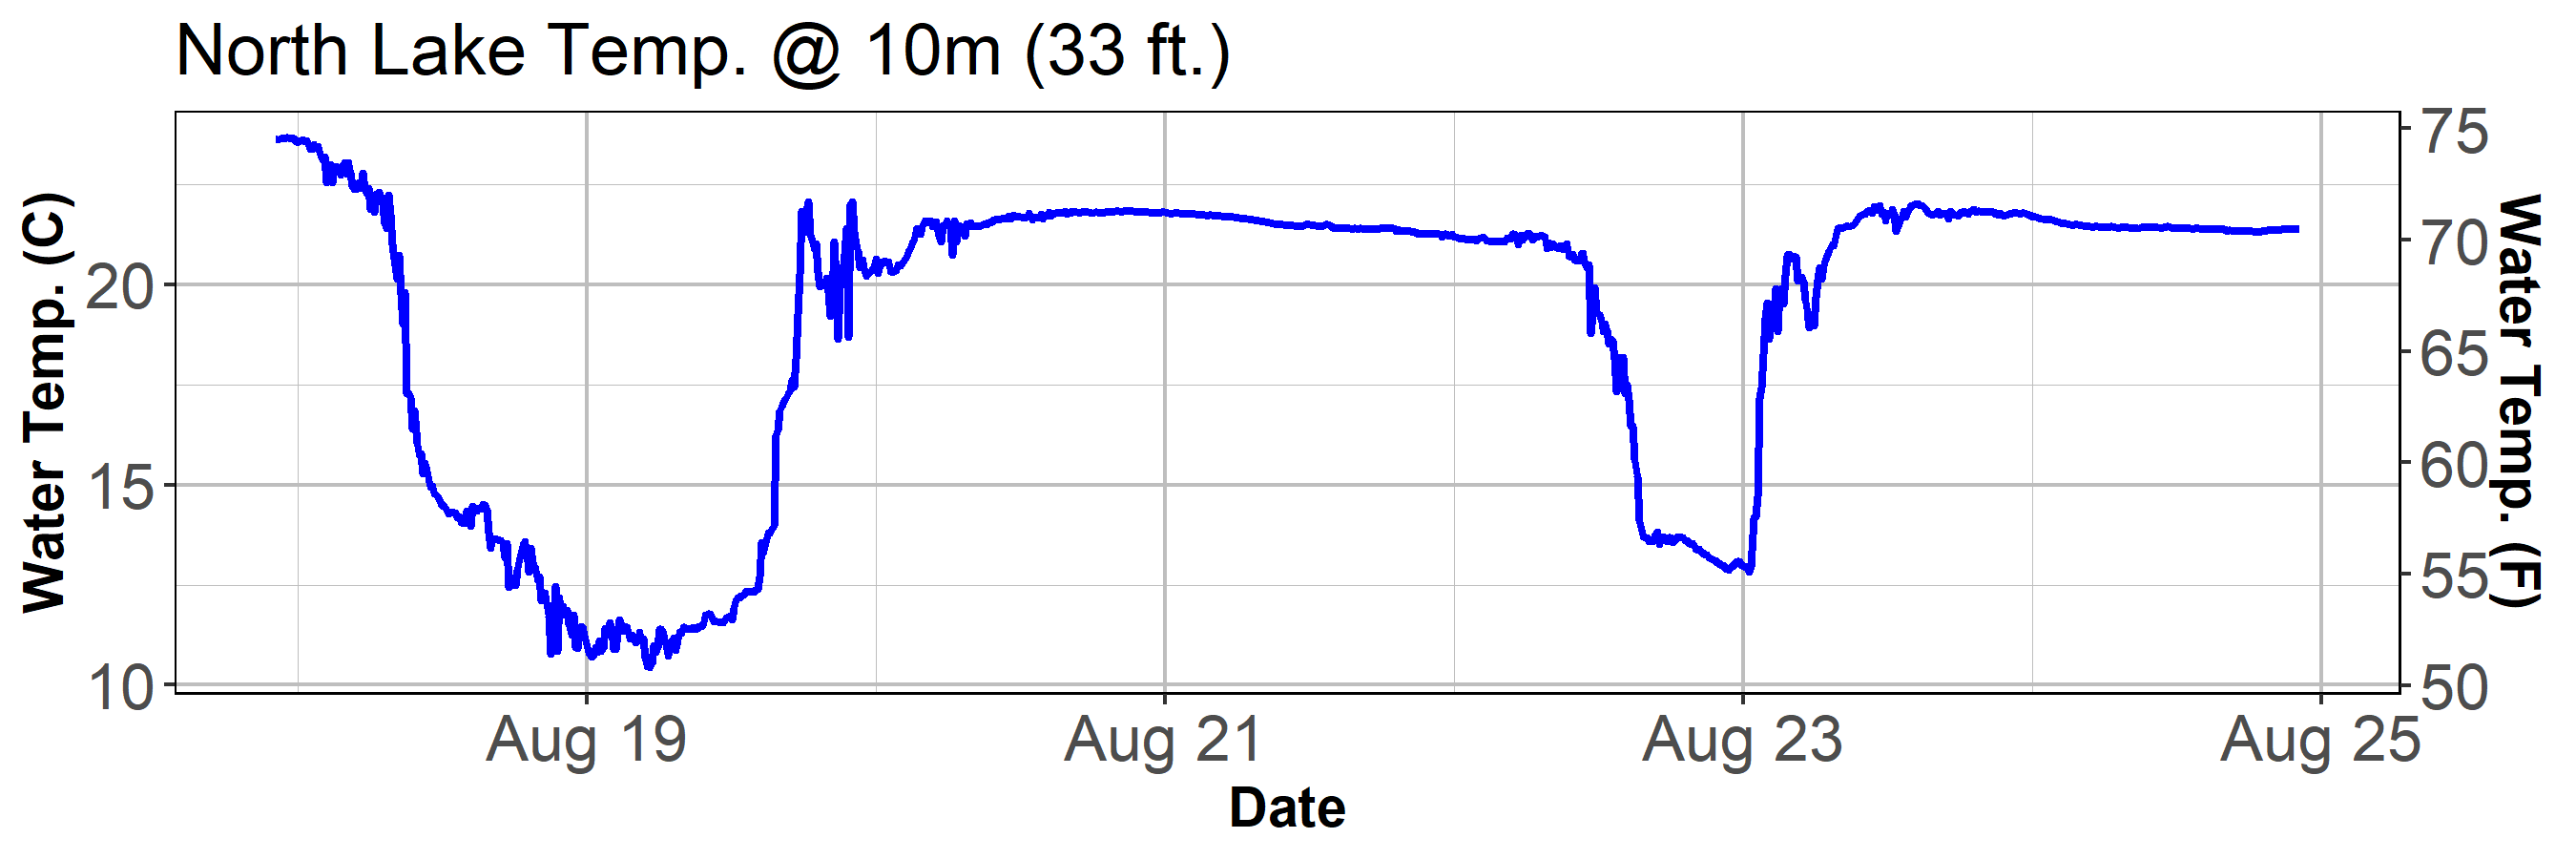 North Lake Temp. @ 10m (33 ft.)
Water Temp. (C)
20
15
10
75
70
65
60
55
50
Water Temp. (F)
Aug 19
Aug 21
Aug 23
Aug 25
Date